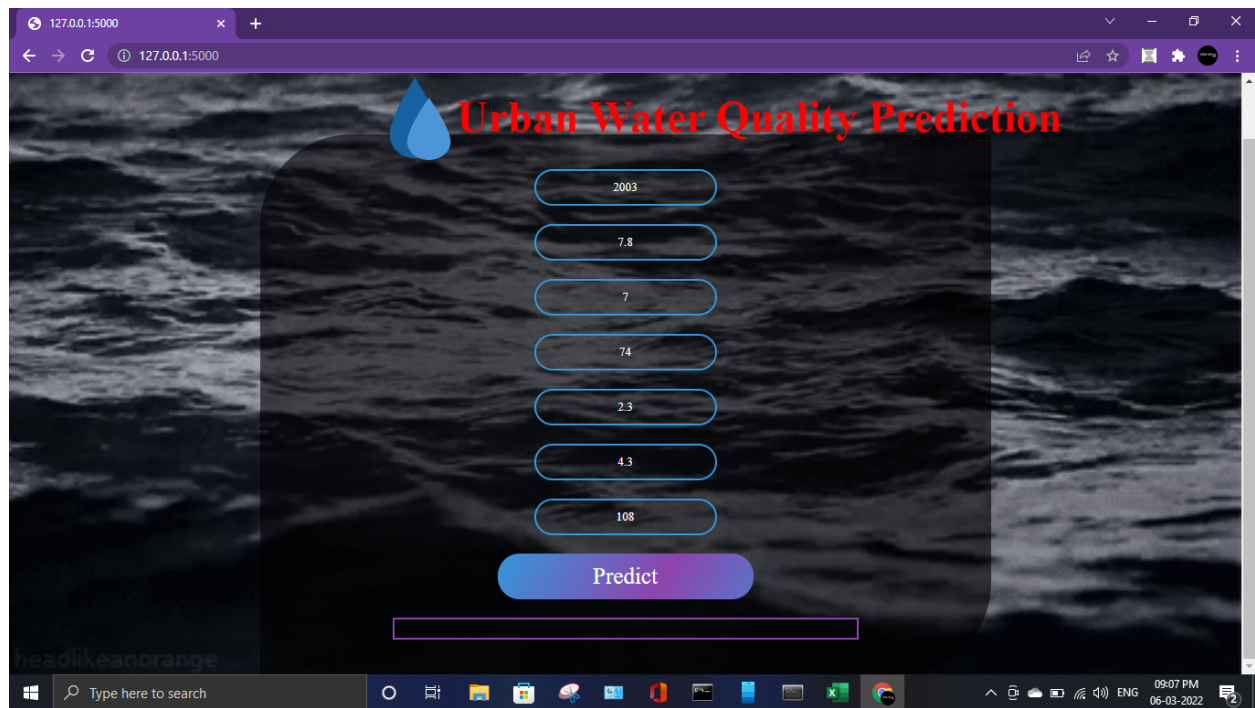 127.0.0.1:5000
127.0.0.1:5000
Urban Water Quality Prediction
2003
7.8
7
74
2.3
4.3
108
Predict
headlikeanorange
Type here to search
ENG
09:07 PM
06-03-2022
2